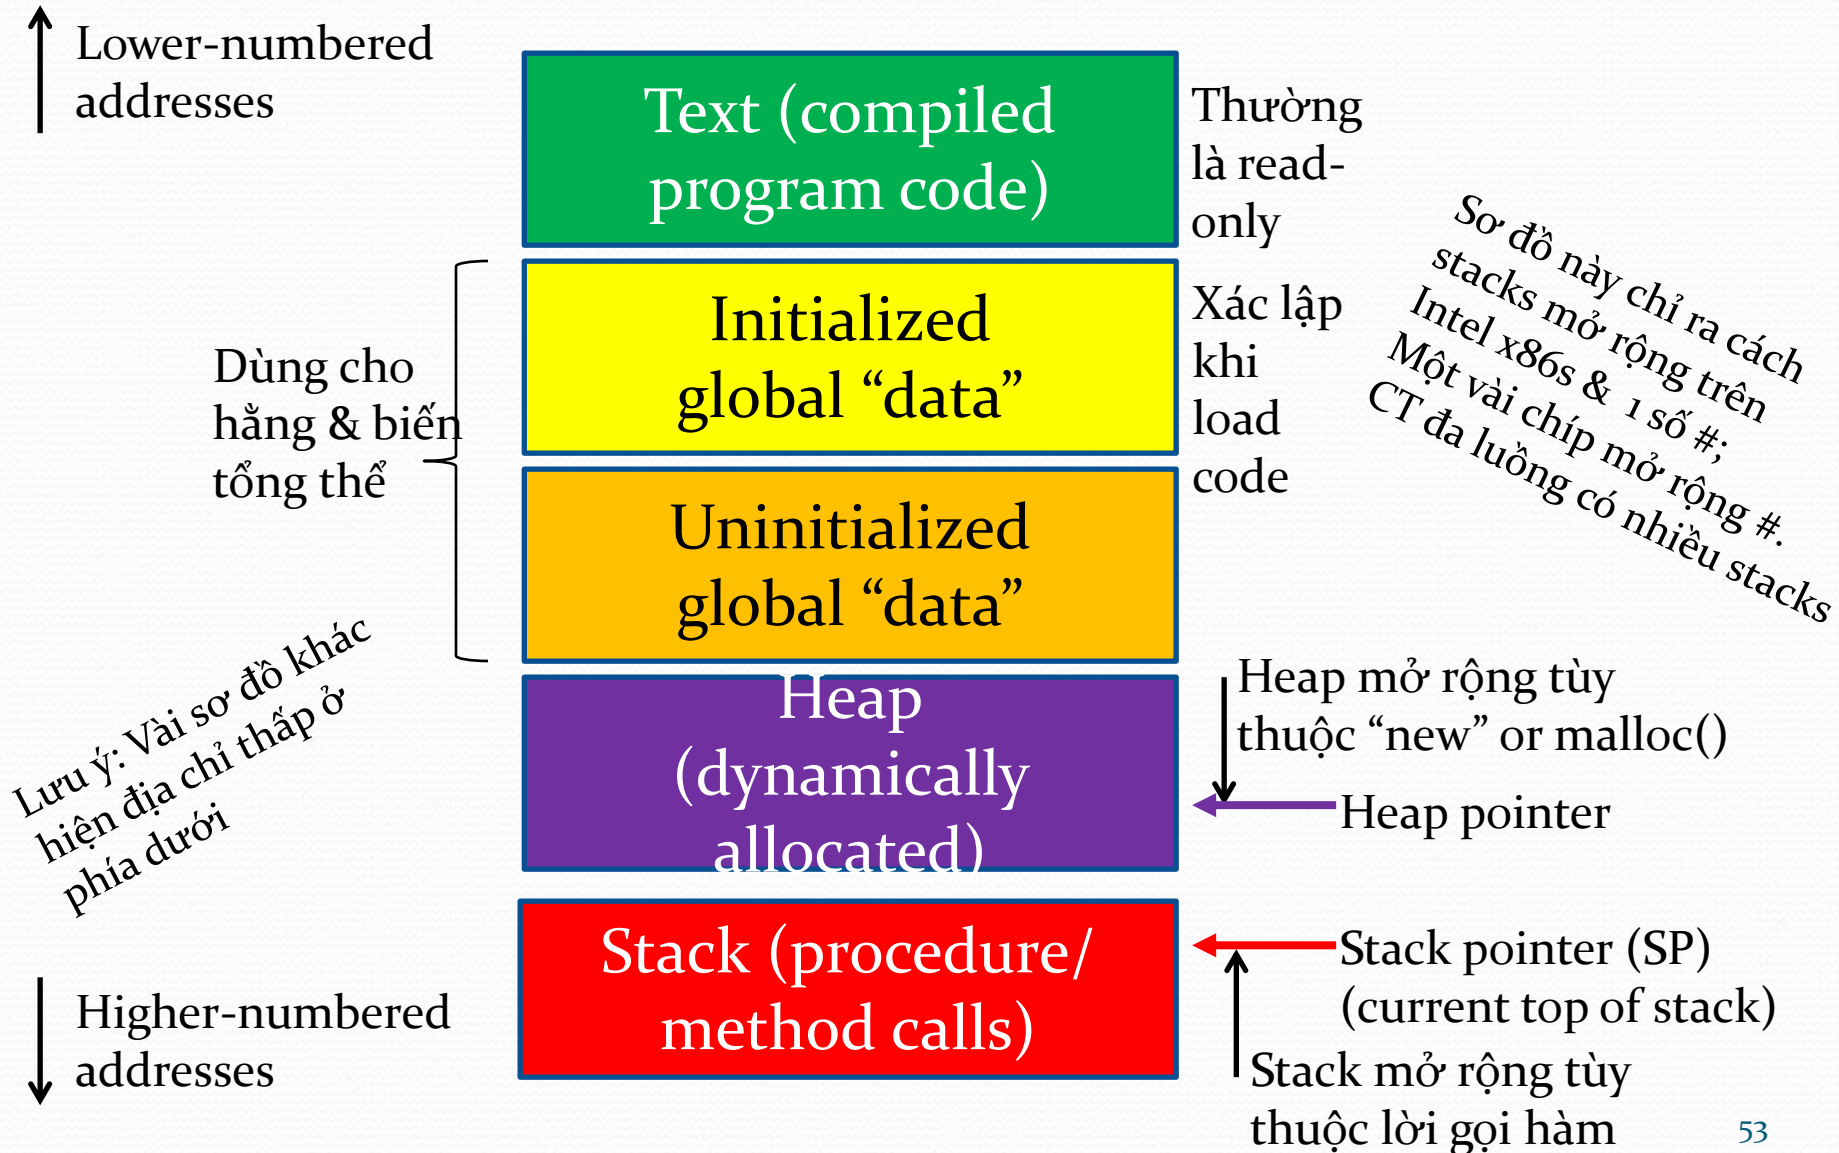 Lower-numbered
addresses
Text (compiled
program code)
Thường
là read-
only
Initialized
global “data”
Xác lập
khi
load
code
Dùng cho
hằng & biến
tổng thể
Sơ đồ này chỉ ra cách
stacks mở rộng trên
Intel x86s & 1 số #;
Một vài chíp mở rộng #.
CT đa luồng có nhiều stacks
Uninitialized
global “data”
Lưu ý: Vài sơ đồ khác
hiện địa chỉ thấp ở
phía dưới
Heap
(dynamically
allocated)
Heap mở rộng tùy
thuộc “new” or malloc()
Heap pointer
Stack (procedure/
method calls)
Stack pointer (SP)
(current top of stack)
Stack mở rộng tùy
thuộc lời gọi hàm
Higher-numbered
addresses
53